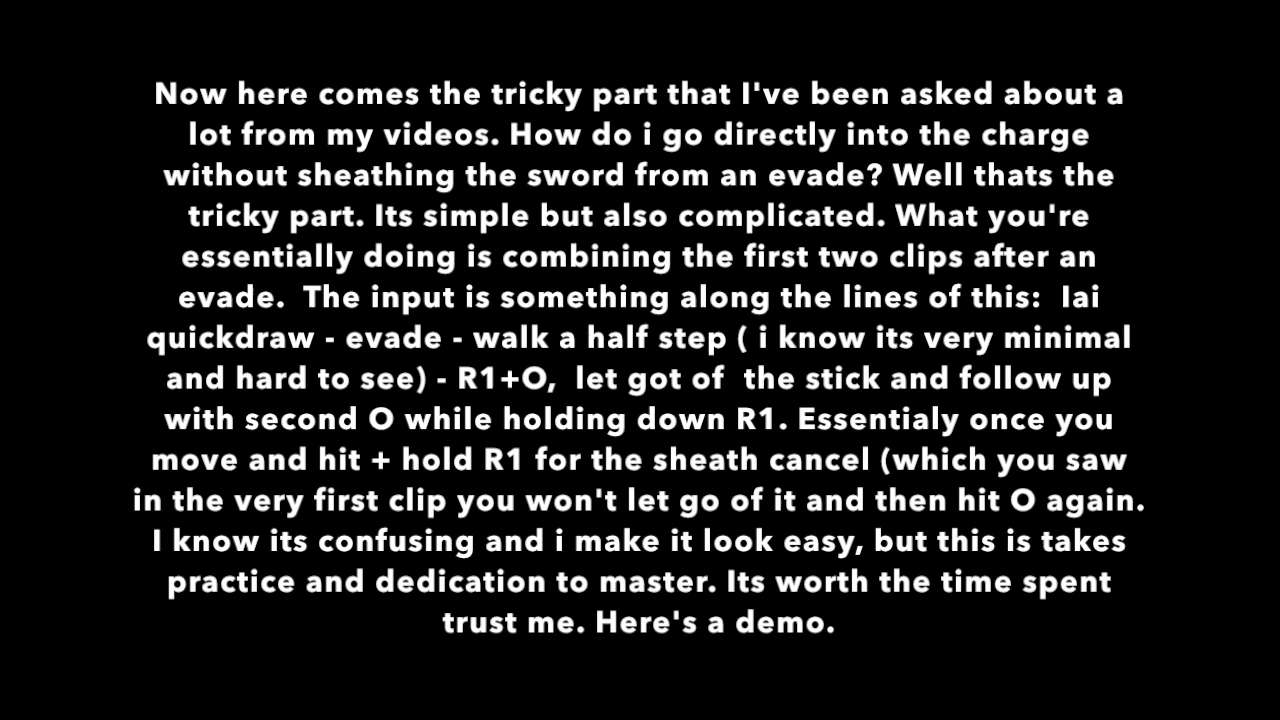 Now here comes the tricky part that I've been asked about a
lot from my videos. How do i go directly into the charge
without sheathing the sword from an evade? Well thats the
tricky part. Its simple but also complicated. What you're
essentially doing is combining the first two clips after an
evade.  The input is something along the lines of this:  Iai
quickdraw - evade - walk a half step ( i know its very minimal
and hard to see) - R1+O,  let got of  the stick and follow up
with second O while holding down R1. Essentialy once you
move and hit + hold R1 for the sheath cancel (which you saw
in the very first clip you won't let go of it and then hit O again.
I know its confusing and i make it look easy, but this is takes
practice and dedication to master. Its worth the time spent
trust me. Here's a demo.